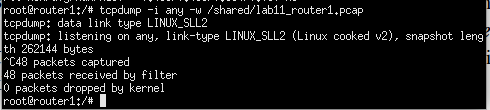 root@router1:/# tcpdump -i any -w /shared/lab11_router1.pcap
tcpdump: data link type LINUX_SLL2
tcpdump: listening on any, link-type LINUX_SLL2 (Linux cooked v2), snapshot leng
th 262144 bytes
^C48 packets captured
48 packets received by filter
0 packets dropped by kernel
root@router1:/#